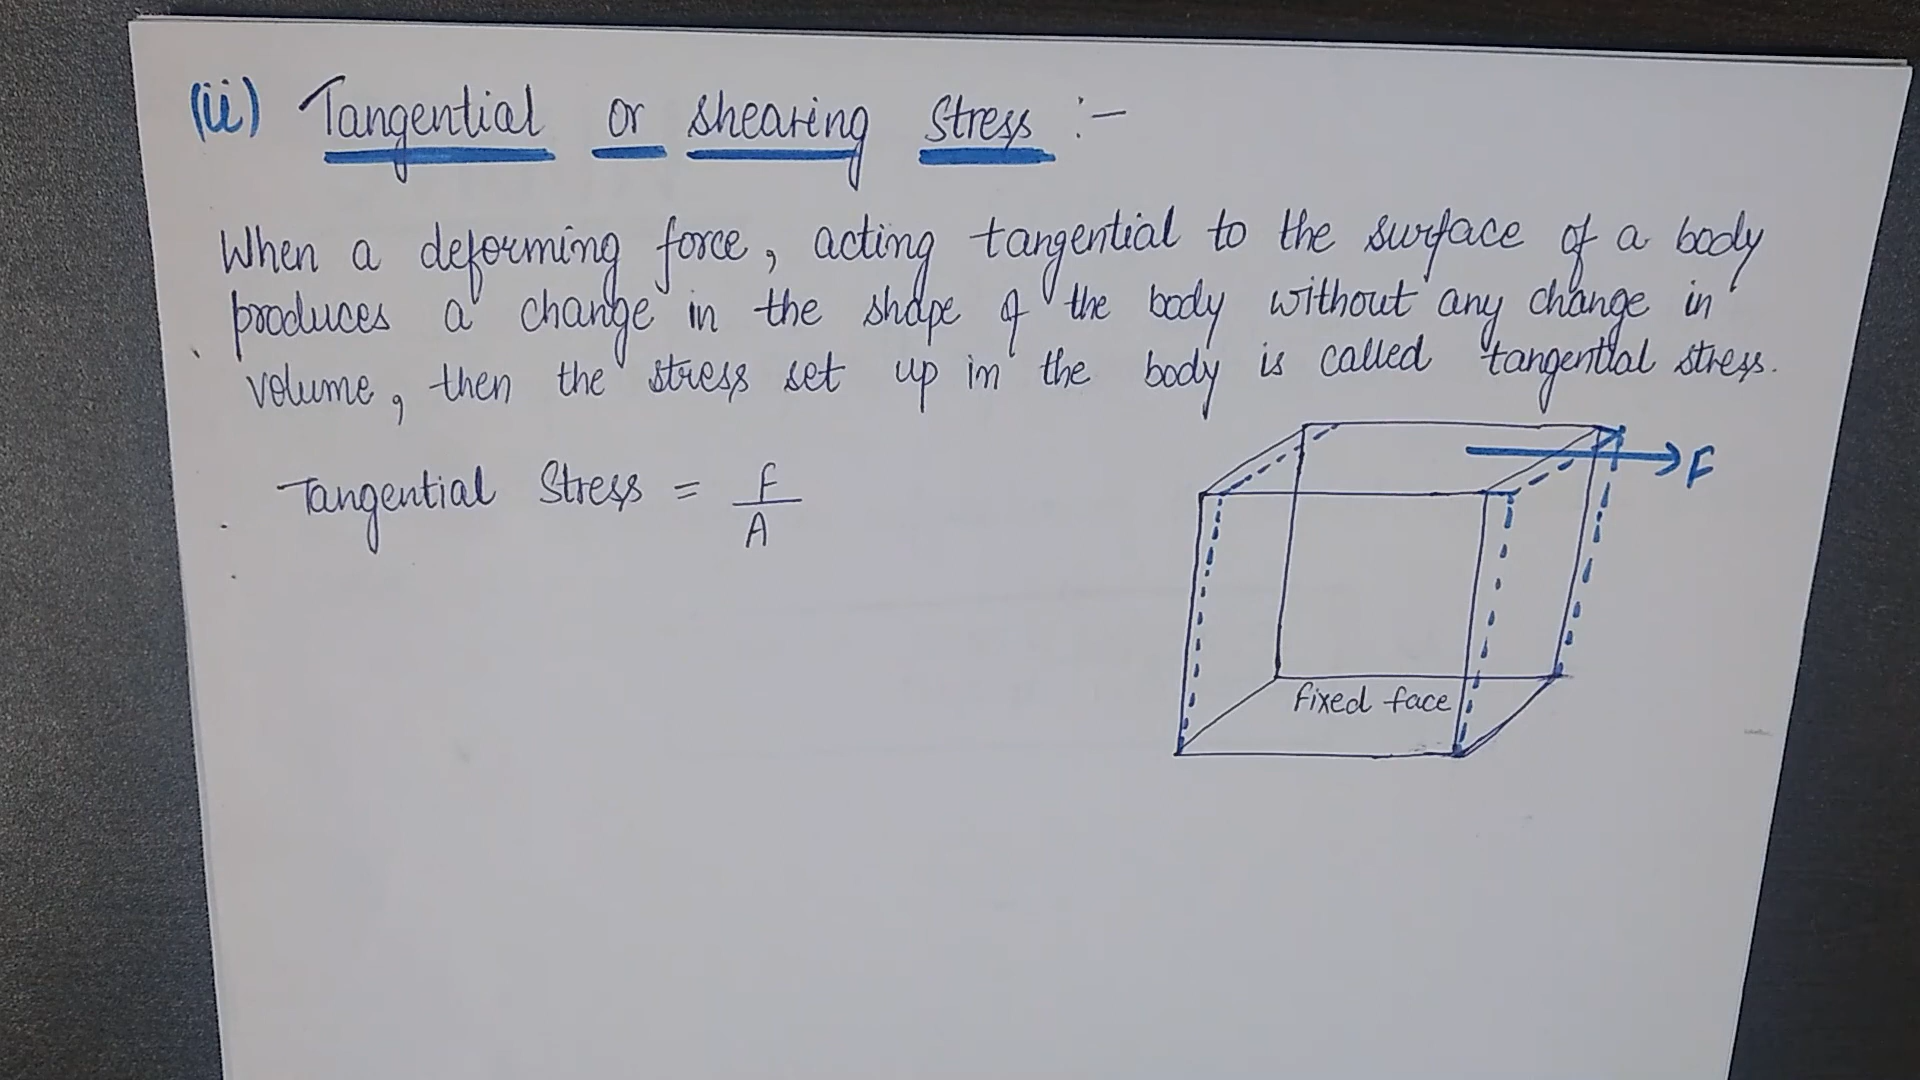 (ii) Tangential or shearing stress :-
When a deforming force, acting tangential to the surface of a body
produces a change in the shape of the body without any change in
volume, then the stress set up in the body is called tangential stress.
Tangential Stress = F/A
F
fixed face